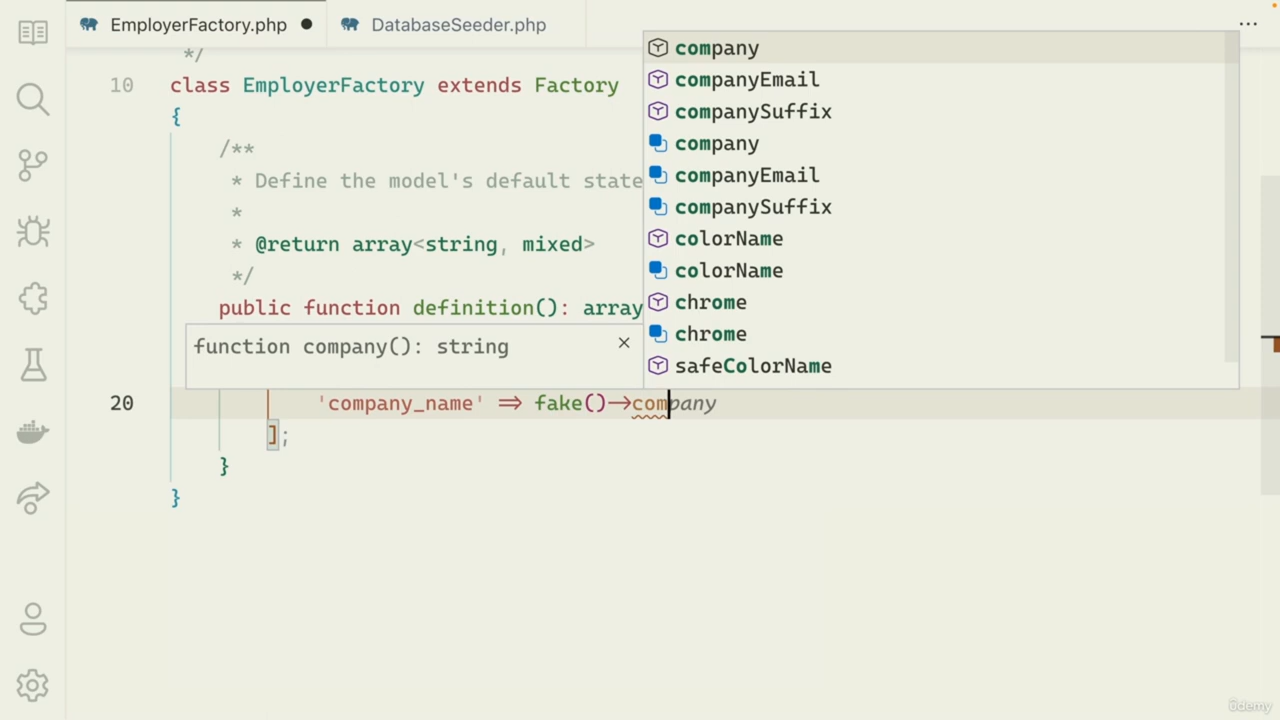 EmployerFactory.php
DatabaseSeeder.php
*/
10 class EmployerFactory extends Factory
{
/**
* Define the model's default state
*
* @return array<string, mixed>
*/
public function definition(): array
function company(): string
20 'company_name' => fake()->company
];
}
}
company
companyEmail
companySuffix
company
companyEmail
companySuffix
colorName
colorName
chrome
chrome
safeColorName
ûdemy